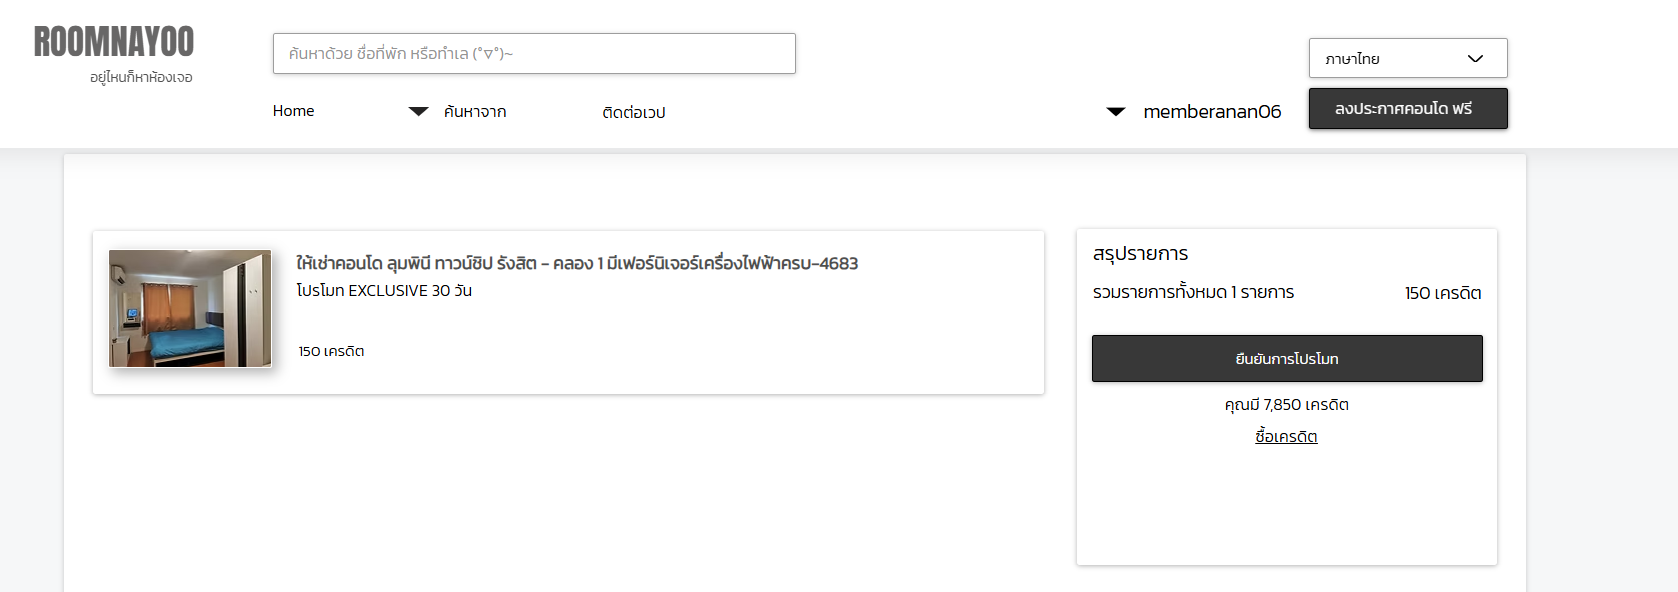 ROOMNAYOO
อยู่ไหนก็หาห้องเจอ
ค้นหาด้วย ชื่อที่พัก หรือทำเล (˚▽˚)~
ภาษาไทย
Home
ค้นหาจาก
ติดต่อเวป
memberanan06
ลงประกาศคอนโด ฟรี
ให้เช่าคอนโด ลุมพินี ทาวน์ชิป รังสิต - คลอง 1 มีเฟอร์นิเจอร์เครื่องไฟฟ้าครบ-4683
โปรโมท EXCLUSIVE 30 วัน
150 เครดิต
สรุปรายการ
รวมรายการทั้งหมด 1 รายการ
150 เครดิต
ยืนยันการโปรโมท
คุณมี 7,850 เครดิต
ซื้อเครดิต